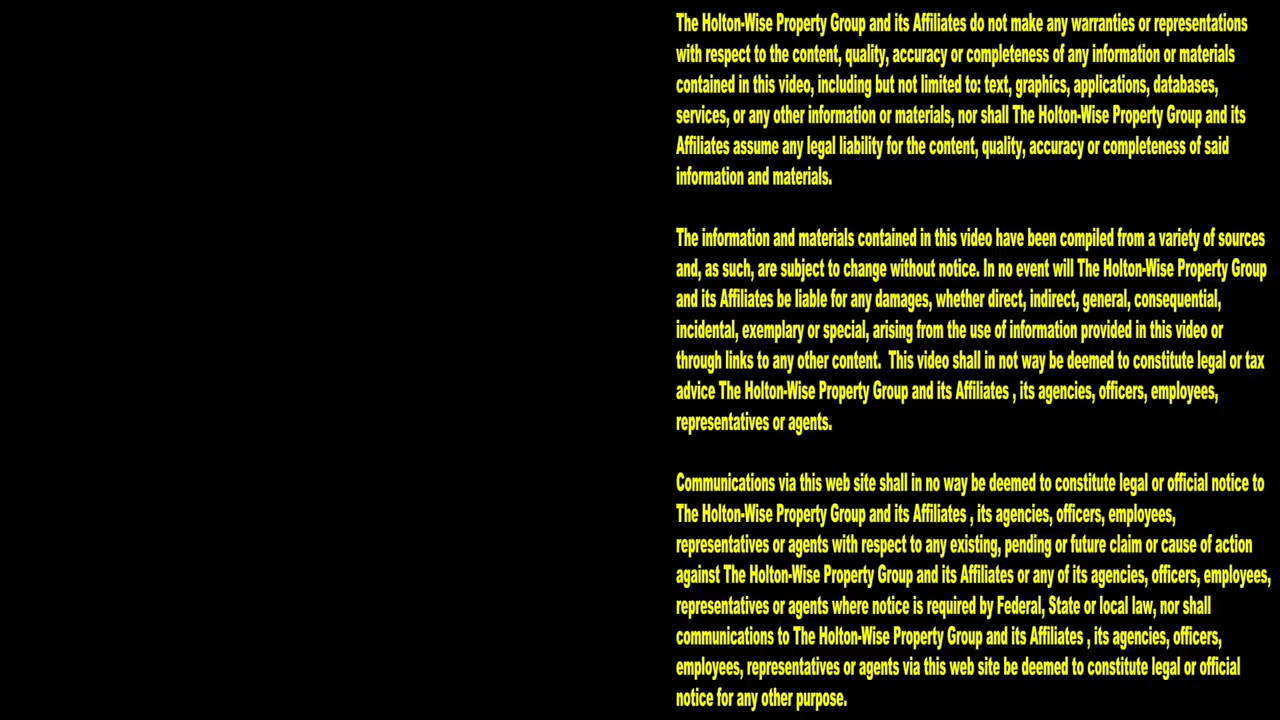 The Holton-Wise Property Group and its Affiliates do not make any warranties or representations
with respect to the content, quality, accuracy or completeness of any information or materials
contained in this video, including but not limited to: text, graphics, applications, databases,
services, or any other information or materials, nor shall The Holton-Wise Property Group and its
Affiliates assume any legal liability for the content, quality, accuracy or completeness of said
information and materials.
The information and materials contained in this video have been compiled from a variety of sources
and, as such, are subject to change without notice. In no event will The Holton-Wise Property Group
and its Affiliates be liable for any damages, whether direct, indirect, general, consequential,
incidental, exemplary or special, arising from the use of information provided in this video or
through links to any other content.  This video shall in not way be deemed to constitute legal or tax
advice The Holton-Wise Property Group and its Affiliates , its agencies, officers, employees,
representatives or agents.
Communications via this web site shall in no way be deemed to constitute legal or official notice to
The Holton-Wise Property Group and its Affiliates , its agencies, officers, employees,
representatives or agents with respect to any existing, pending or future claim or cause of action
against The Holton-Wise Property Group and its Affiliates or any of its agencies, officers, employees,
representatives or agents where notice is required by Federal, State or local law, nor shall
communications to The Holton-Wise Property Group and its Affiliates , its agencies, officers,
employees, representatives or agents via this web site be deemed to constitute legal or official
notice for any other purpose.